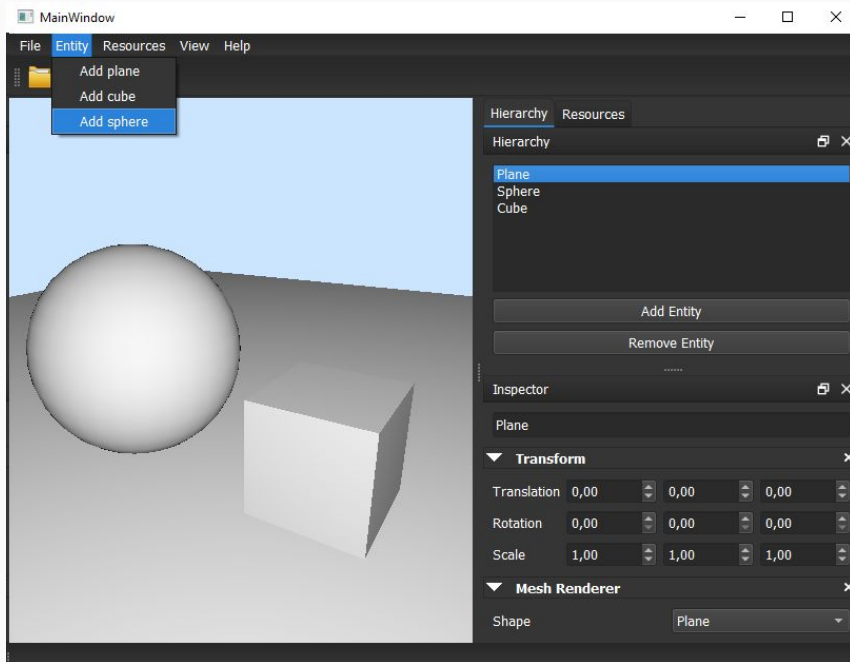 MainWindow
File Entity Resources View Help
Add plane
Add cube
Add sphere
Hierarchy Resources
Hierarchy
Plane
Sphere
Cube
Add Entity
Remove Entity
Inspector
Plane
Transform
Translation 0,00 0,00 0,00
Rotation 0,00 0,00 0,00
Scale 1,00 1,00 1,00
Mesh Renderer
Shape Plane